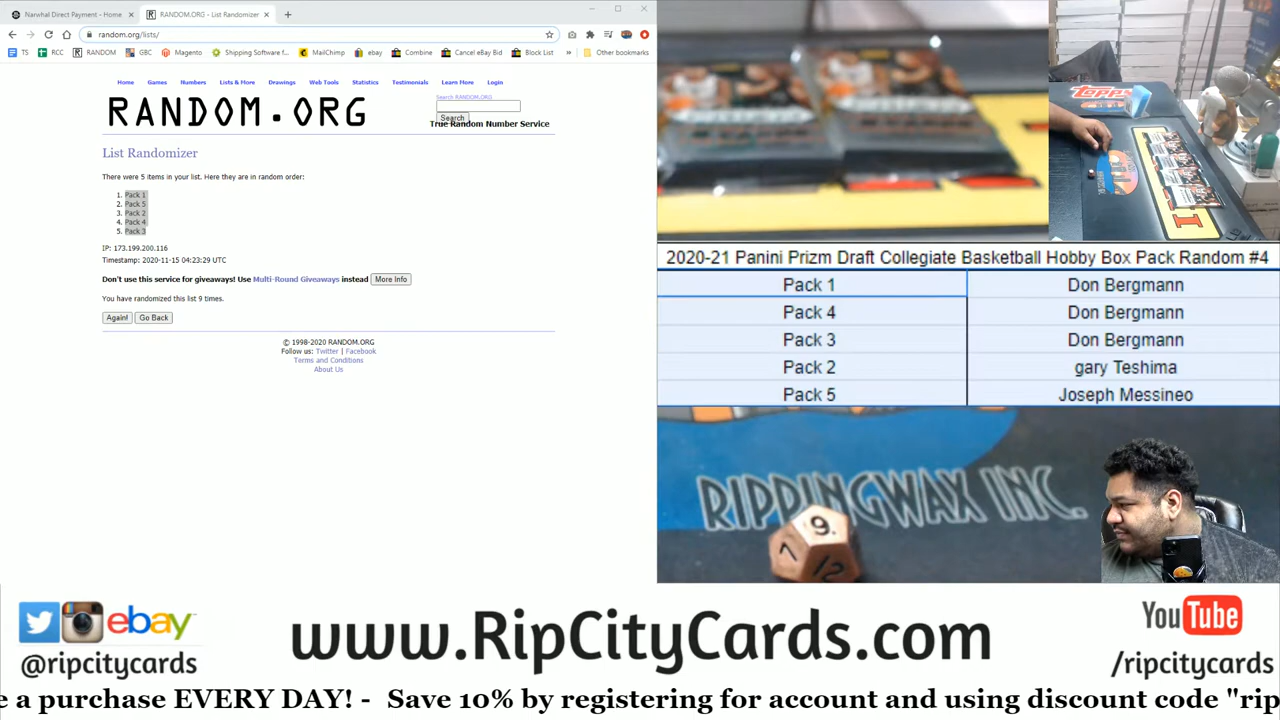 Narwhal Direct Payment - Home
RANDOM.ORG - List Randomizer
random.org/lists/
TS
RCC
RANDOM
GBC
Magento
Shipping Software f...
MailChimp
ebay
Combine
Cancel eBay Bid
Block List
»
Other bookmarks
Home Games Numbers Lists & More Drawings Web Tools Statistics Testimonials Learn More Login
Search RANDOM.ORG
RANDOM.ORG
Search
True Random Number Service
List Randomizer
There were 5 items in your list. Here they are in random order:
1. Pack 1
2. Pack 5
3. Pack 2
4. Pack 4
5. Pack 3
IP: 173.199.200.116
Timestamp: 2020-11-15 04:23:29 UTC
Don't use this service for giveaways! Use Multi-Round Giveaways instead More Info
You have randomized this list 9 times.
Again! Go Back
© 1998-2020 RANDOM.ORG
Follow us: Twitter | Facebook
Terms and Conditions
About Us
topps
2020-21 Panini Prizm Draft Collegiate Basketball Hobby Box Pack Random #4
Pack 1 Don Bergmann
Pack 4 Don Bergmann
Pack 3 Don Bergmann
Pack 2 gary Teshima
Pack 5 Joseph Messineo
RIPPINGWAX INC.
9.
7
12
ebay
@ripcitycards
www.RipCityCards.com
YouTube
/ripcitycards
e a purchase EVERY DAY! - Save 10% by registering for account and using discount code "rip